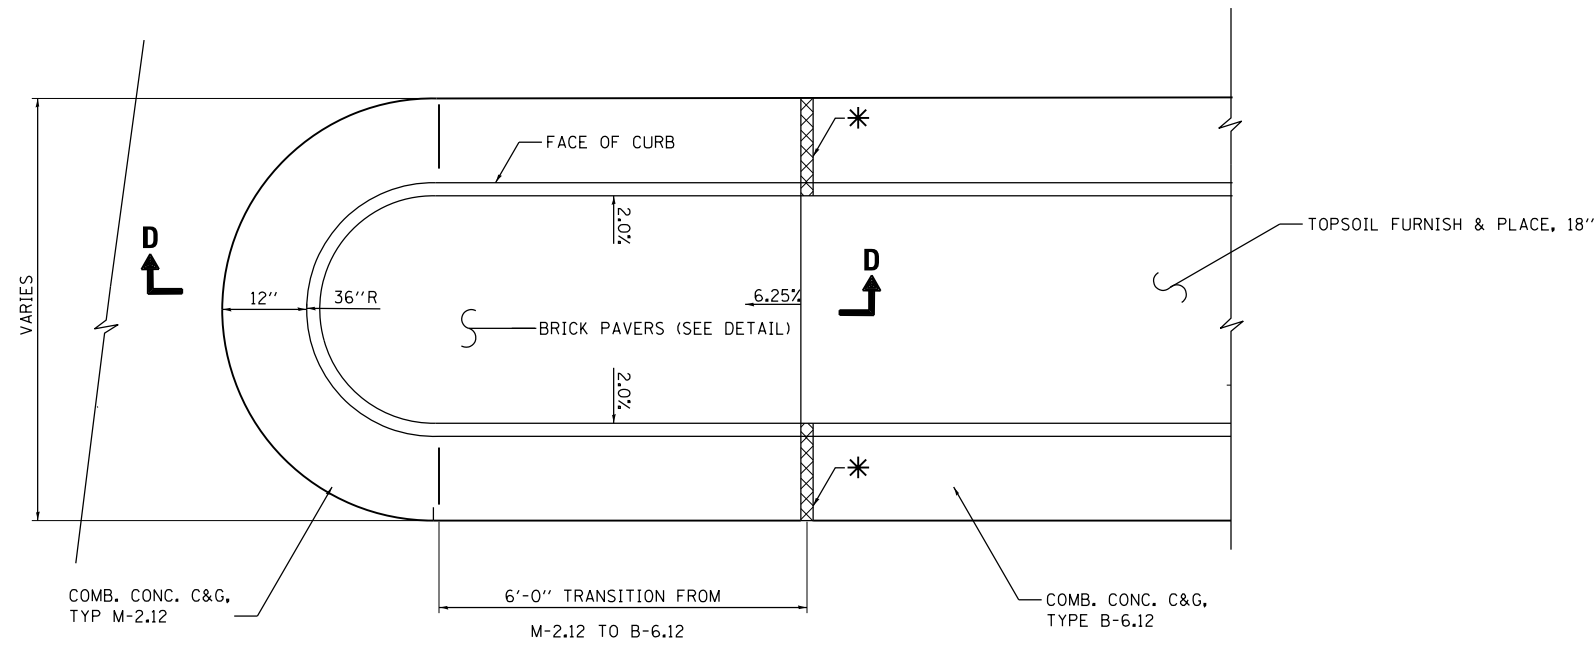 FACE OF CURB
2.0%
TOPSOIL FURNISH & PLACE, 18''
D
D
VARIES
12''
36''R
6.25%
BRICK PAVERS (SEE DETAIL)
2.0%
COMB. CONC. C&G,
TYP M-2.12
6'-0'' TRANSITION FROM
M-2.12 TO B-6.12
COMB. CONC. C&G,
TYPE B-6.12